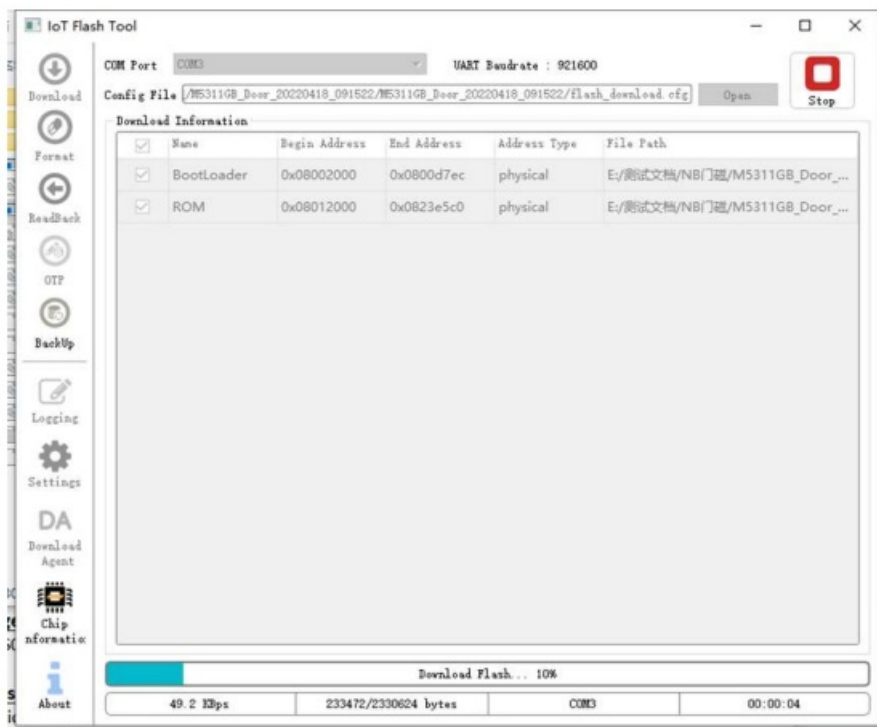 IoT Flash Tool
Download
Format
ReadBack
OTP
BackUp
Logging
Settings
DA
Download
Agent
Chip
nformatio
About
COM Port COM3 UART Baudrate : 921600
Config File /M5311GB_Door_20220418_091522/M5311GB_Door_20220418_091522/flash_download.cfg Open
Stop
Download Information
Name Begin Address End Address Address Type File Path
BootLoader 0x08002000 0x0800d7ec physical E:/测试文档/NB门磁/M5311GB_Door_...
ROM 0x08012000 0x0823e5c0 physical E:/测试文档/NB门磁/M5311GB_Door_...
Download Flash... 10%
49.2 KBps 233472/2330624 bytes COM3 00:00:04